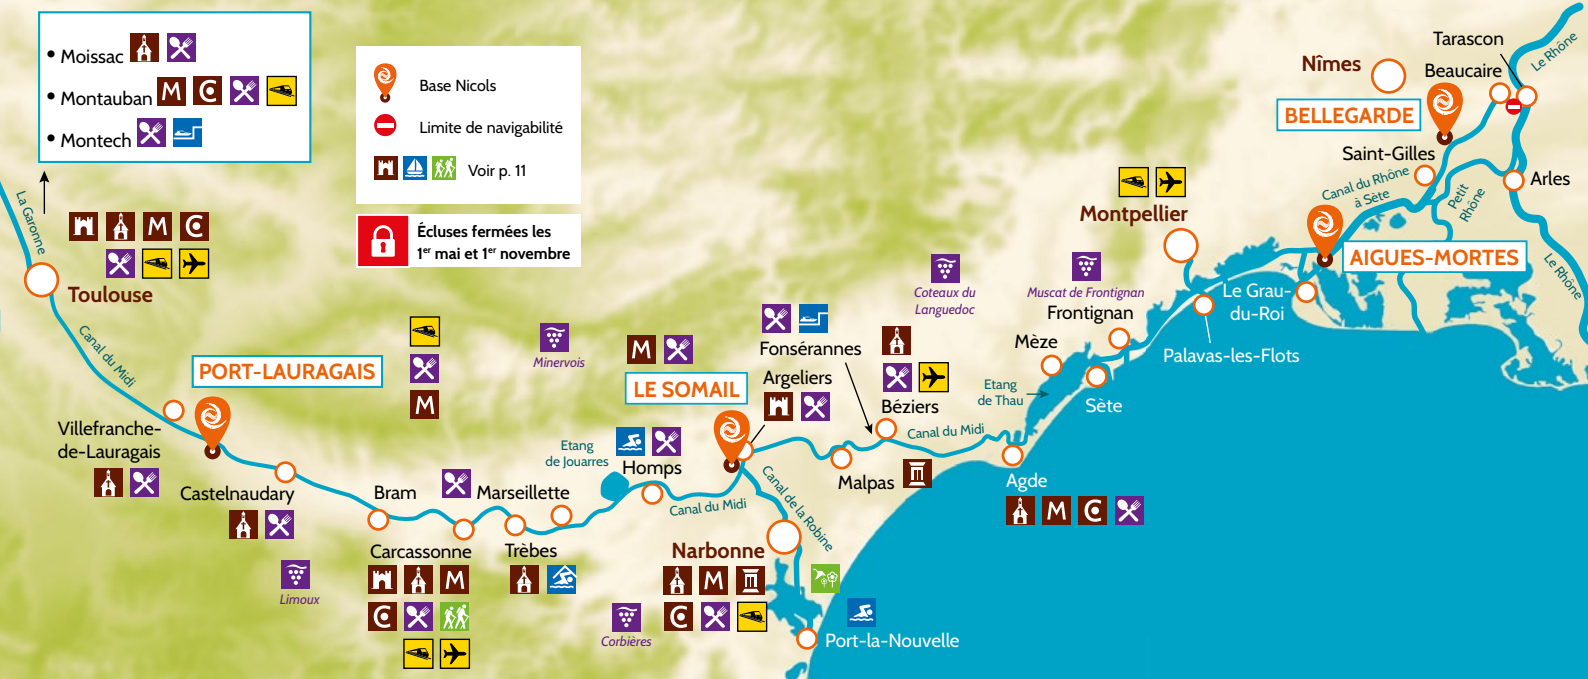 • Moissac
• Montauban M C
• Montech
Base Nicols
Limite de navigabilité
Voir p. 11
Écluses fermées les
1er mai et 1er novembre
La Garonne
M C
Toulouse
Canal du Midi
PORT-LAURAGAIS
Villefranche-
de-Lauragais
Castelnaudary
Limoux
M
Bram
Marseillette
Carcassonne
M
C
Trèbes
Minervois
Etang
de Jouarres
Homps
Canal du Midi
M
LE SOMAIL
Argeliers
Fonsérannes
Béziers
Canal du Midi
Malpas
Canal de la Robine
Narbonne
M
C
Corbières
Port-la-Nouvelle
Agde
M C
Coteaux du
Languedoc
Muscat de Frontignan
Frontignan
Mèze
Etang
de Thau
Sète
Montpellier
Palavas-les-Flots
Le Grau-
du-Roi
AIGUES-MORTES
Canal du Rhône
à Sète
Petit
Rhône
Saint-Gilles
BELLEGARDE
Nîmes
Beaucaire
Tarascon
Le Rhône
Arles
Le Rhône